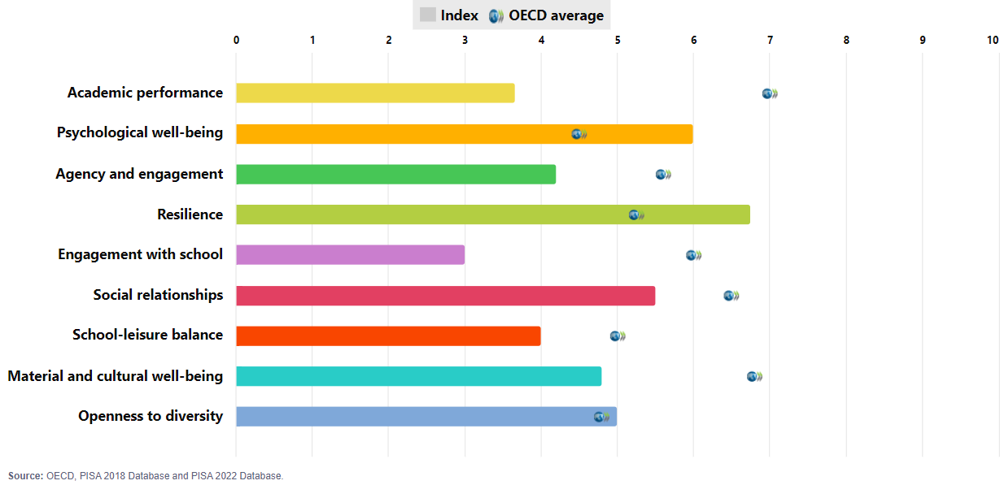 Index OECD average
0 1 2 3 4 5 6 7 8 9 10
Academic performance
Psychological well-being
Agency and engagement
Resilience
Engagement with school
Social relationships
School-leisure balance
Material and cultural well-being
Openness to diversity
Source: OECD, PISA 2018 Database and PISA 2022 Database.